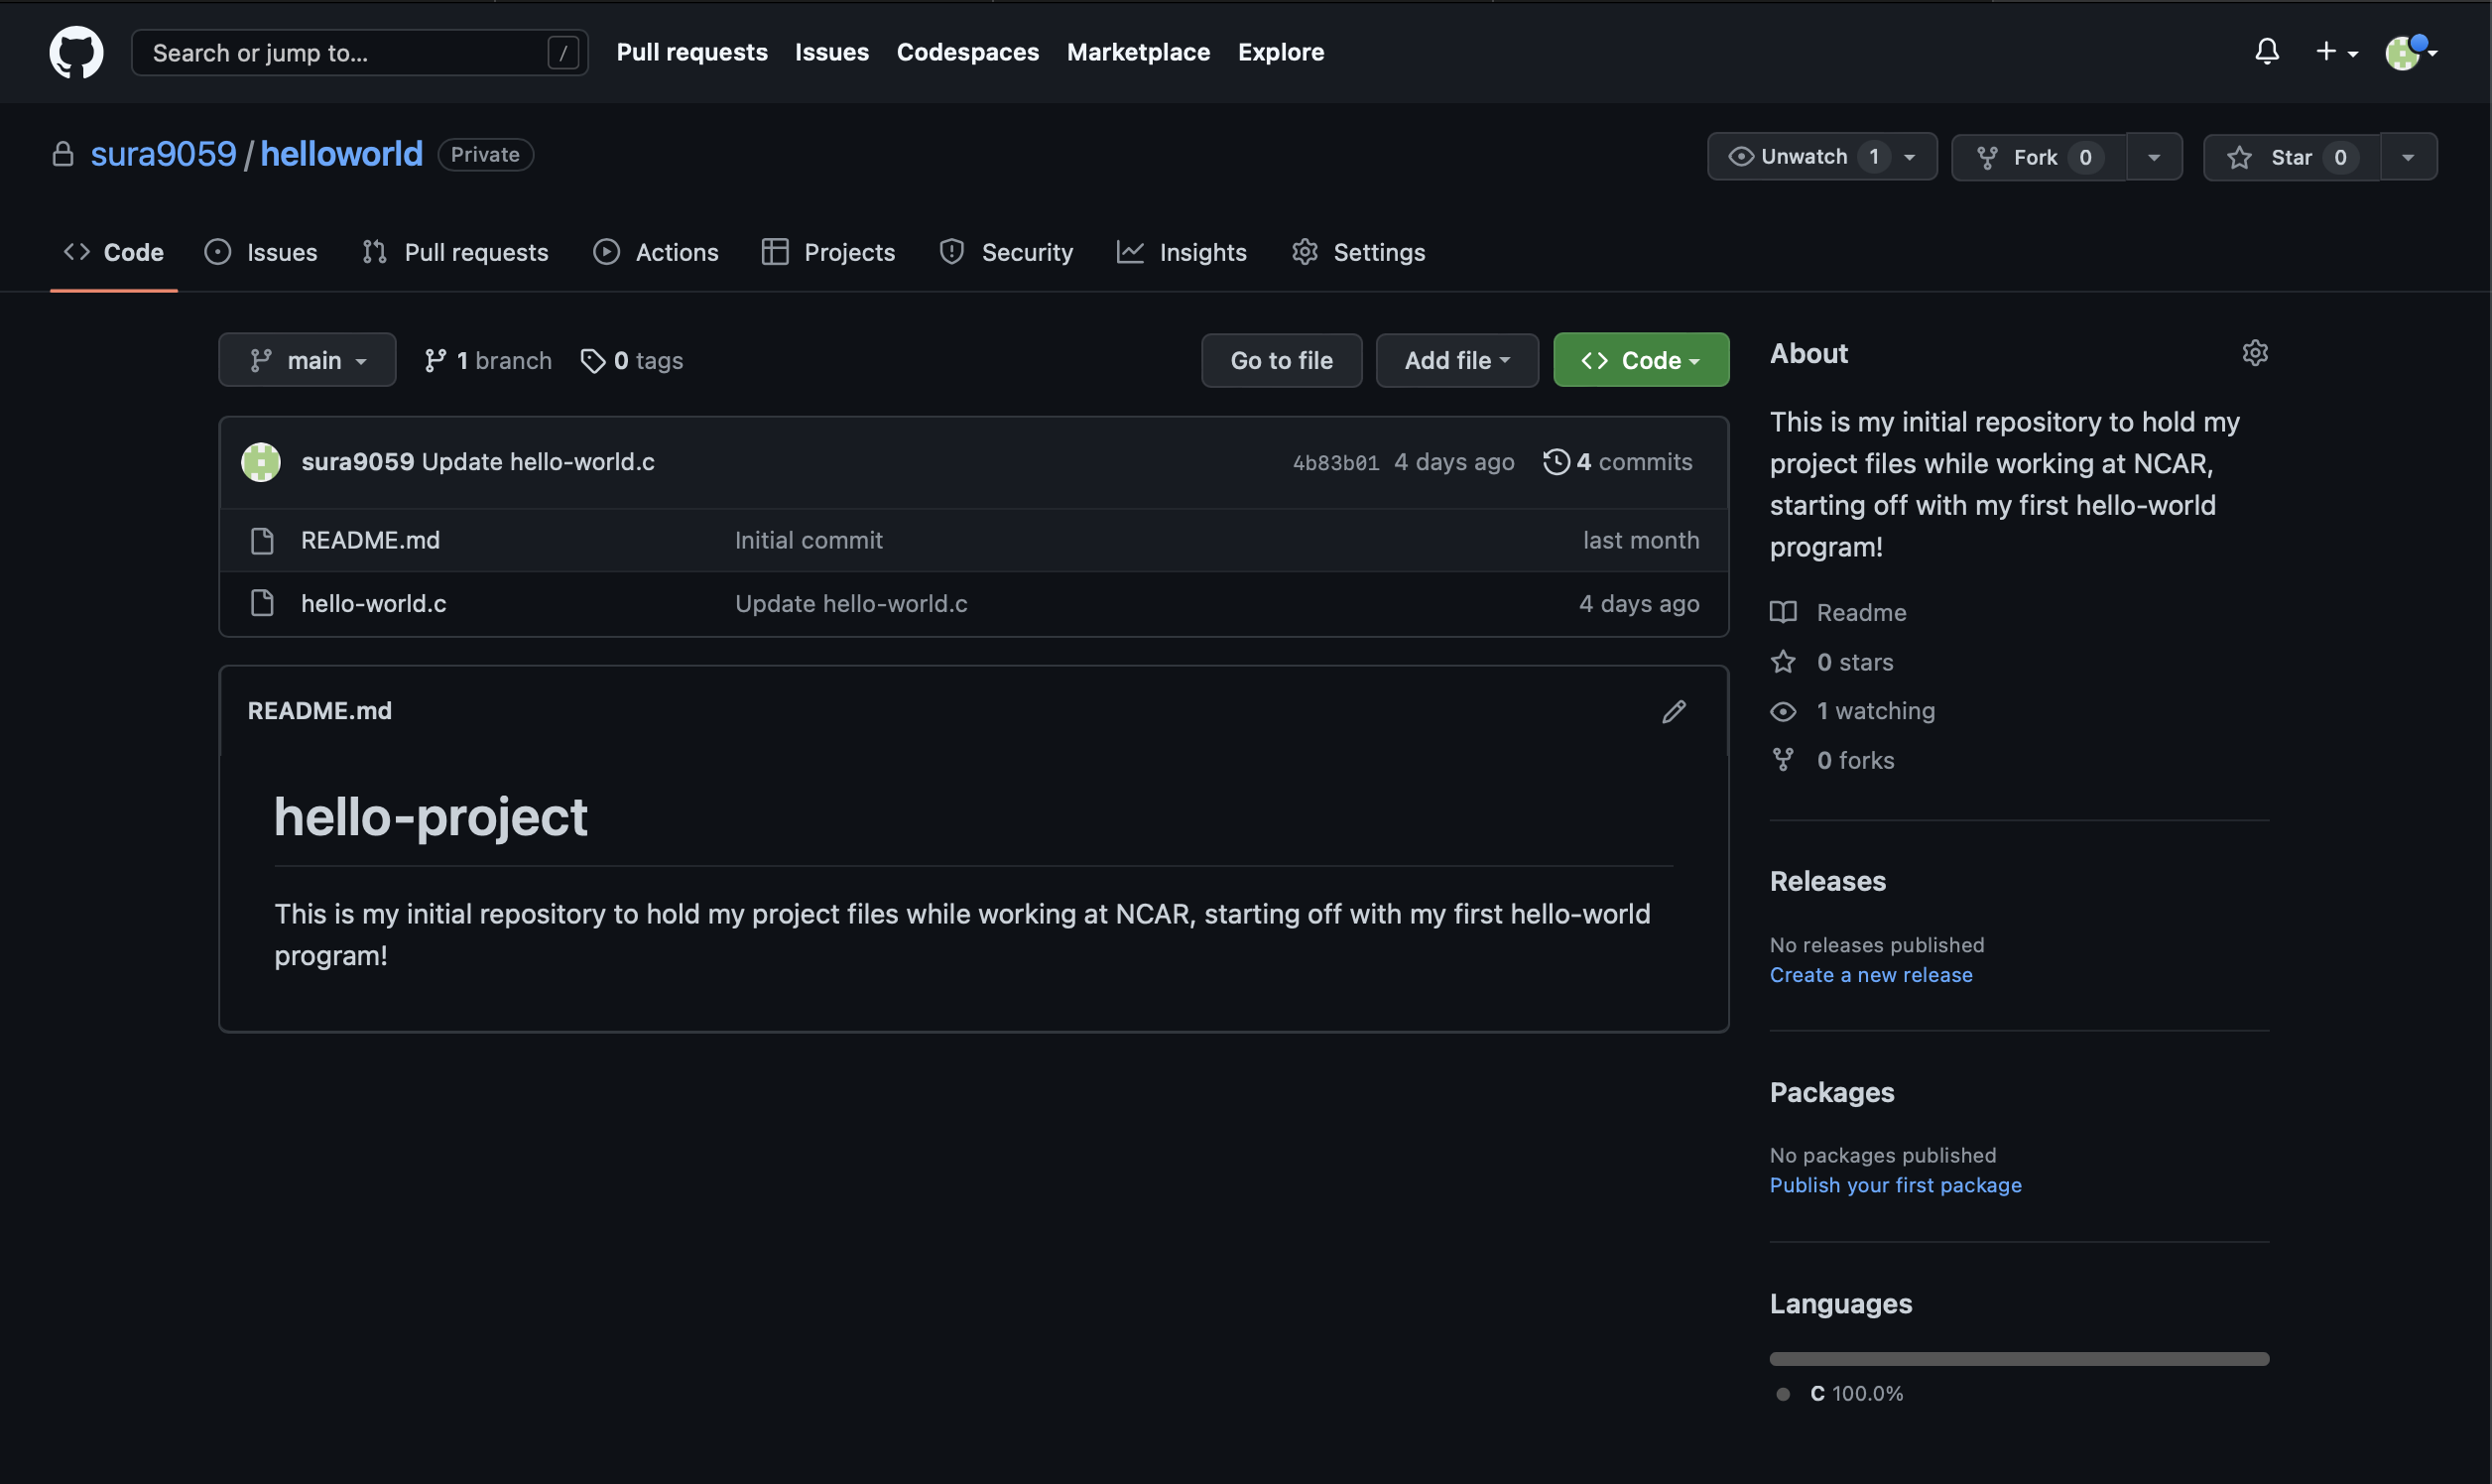 Search or jump to... /
Pull requests Issues Codespaces Marketplace Explore
sura9059 / helloworld Private
Unwatch 1 Fork 0 Star 0
Code Issues Pull requests Actions Projects Security Insights Settings
main 1 branch 0 tags Go to file Add file Code
sura9059 Update hello-world.c 4b83b01 4 days ago 4 commits
README.md Initial commit last month
hello-world.c Update hello-world.c 4 days ago
README.md
hello-project
This is my initial repository to hold my project files while working at NCAR, starting off with my first hello-world
program!
About
This is my initial repository to hold my
project files while working at NCAR,
starting off with my first hello-world
program!
Readme
0 stars
1 watching
0 forks
Releases
No releases published
Create a new release
Packages
No packages published
Publish your first package
Languages
C 100.0%